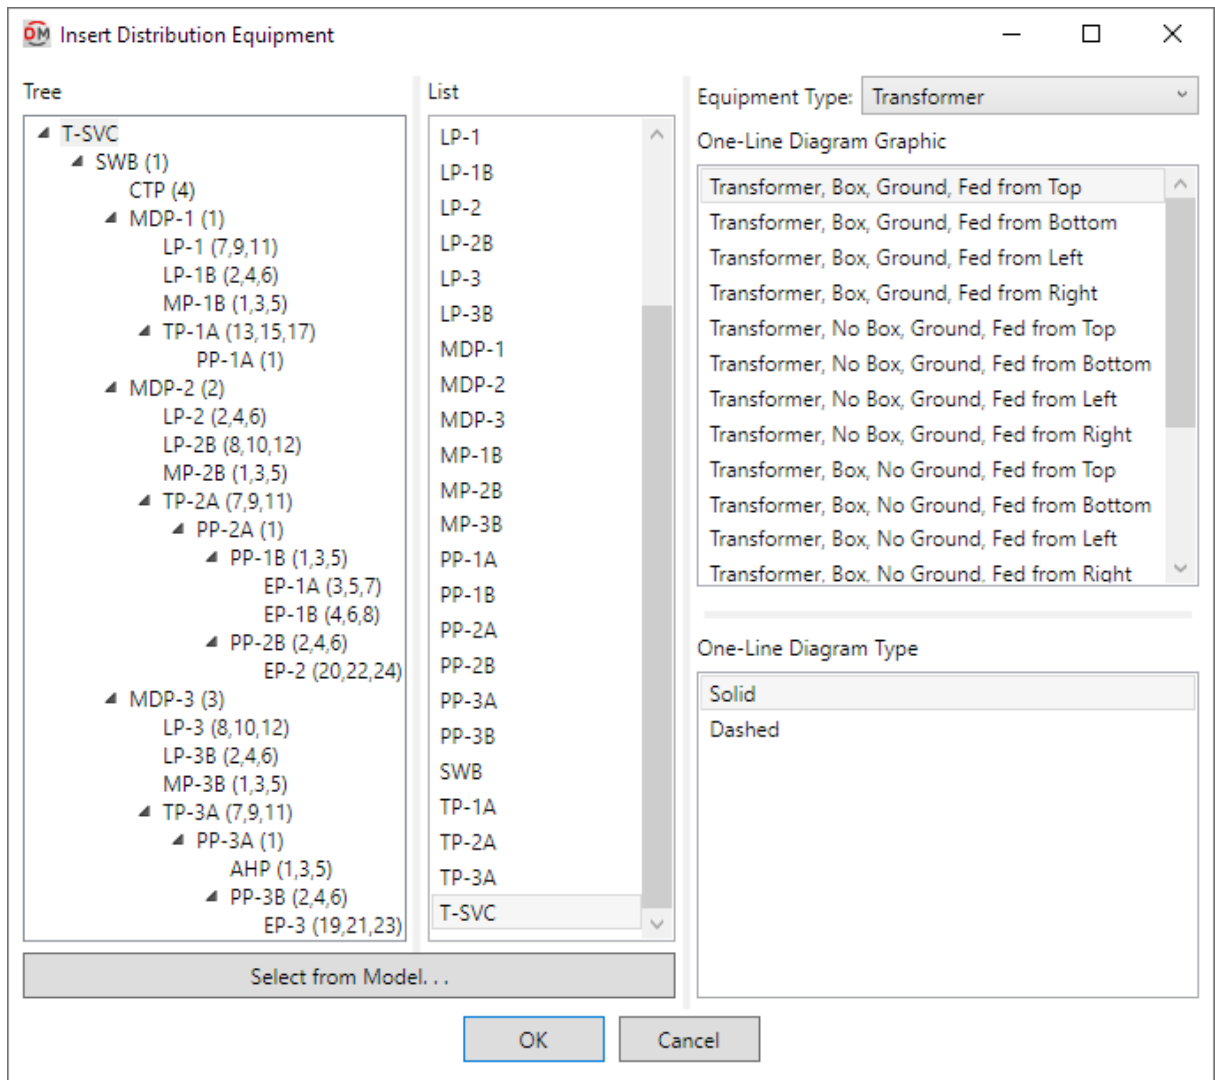 DM Insert Distribution Equipment
Tree
T-SVC
SWB (1)
CTP (4)
MDP-1 (1)
LP-1 (7,9,11)
LP-1B (2,4,6)
MP-1B (1,3,5)
TP-1A (13,15,17)
PP-1A (1)
MDP-2 (2)
LP-2 (2,4,6)
LP-2B (8,10,12)
MP-2B (1,3,5)
TP-2A (7,9,11)
PP-2A (1)
PP-1B (1,3,5)
EP-1A (3,5,7)
EP-1B (4,6,8)
PP-2B (2,4,6)
EP-2 (20,22,24)
MDP-3 (3)
LP-3 (8,10,12)
LP-3B (2,4,6)
MP-3B (1,3,5)
TP-3A (7,9,11)
PP-3A (1)
AHP (1,3,5)
PP-3B (2,4,6)
EP-3 (19,21,23)
List
LP-1
LP-1B
LP-2
LP-2B
LP-3
LP-3B
MDP-1
MDP-2
MDP-3
MP-1B
MP-2B
MP-3B
PP-1A
PP-1B
PP-2A
PP-2B
PP-3A
PP-3B
SWB
TP-1A
TP-2A
TP-3A
T-SVC
Select from Model. . .
Equipment Type: Transformer
One-Line Diagram Graphic
Transformer, Box, Ground, Fed from Top
Transformer, Box, Ground, Fed from Bottom
Transformer, Box, Ground, Fed from Left
Transformer, Box, Ground, Fed from Right
Transformer, No Box, Ground, Fed from Top
Transformer, No Box, Ground, Fed from Bottom
Transformer, No Box, Ground, Fed from Left
Transformer, No Box, Ground, Fed from Right
Transformer, Box, No Ground, Fed from Top
Transformer, Box, No Ground, Fed from Bottom
Transformer, Box, No Ground, Fed from Left
Transformer, Box, No Ground, Fed from Right
One-Line Diagram Type
Solid
Dashed
OK
Cancel